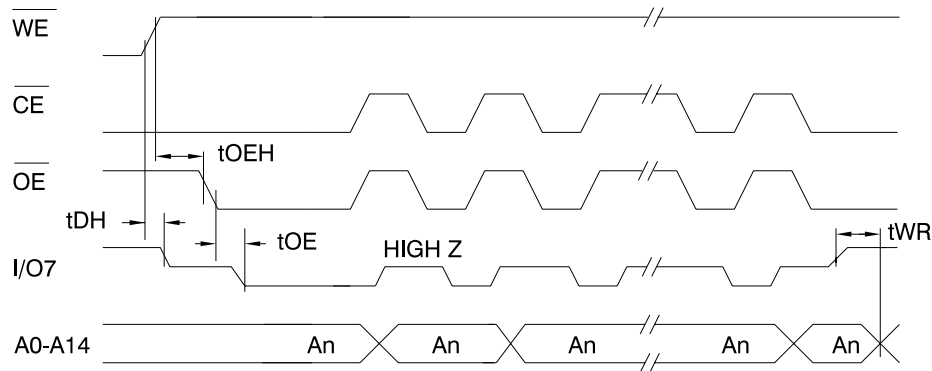 WE
CE
tOEH
OE
tDH
tOE
tWR
HIGH Z
I/O7
A0-A14 An An An An An